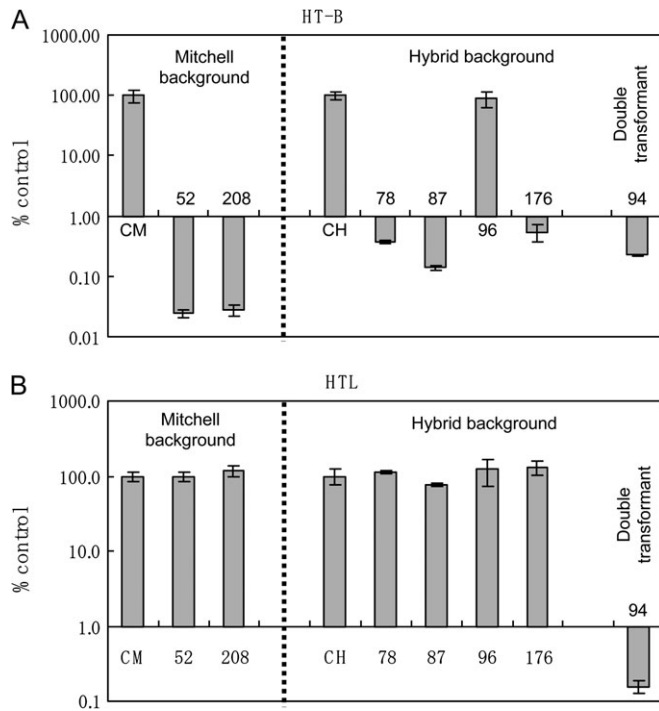 A
HT-B
1000.00
100.00
10.00
1.00
0.10
0.01
% control
Mitchell
background
Hybrid background
Double
transformant
CM
52
208
CH
78
87
96
176
94
B
HTL
1000.0
100.0
10.0
1.0
0.1
% control
Mitchell
background
Hybrid background
Double
transformant
94
CM 52 208 CH 78 87 96 176